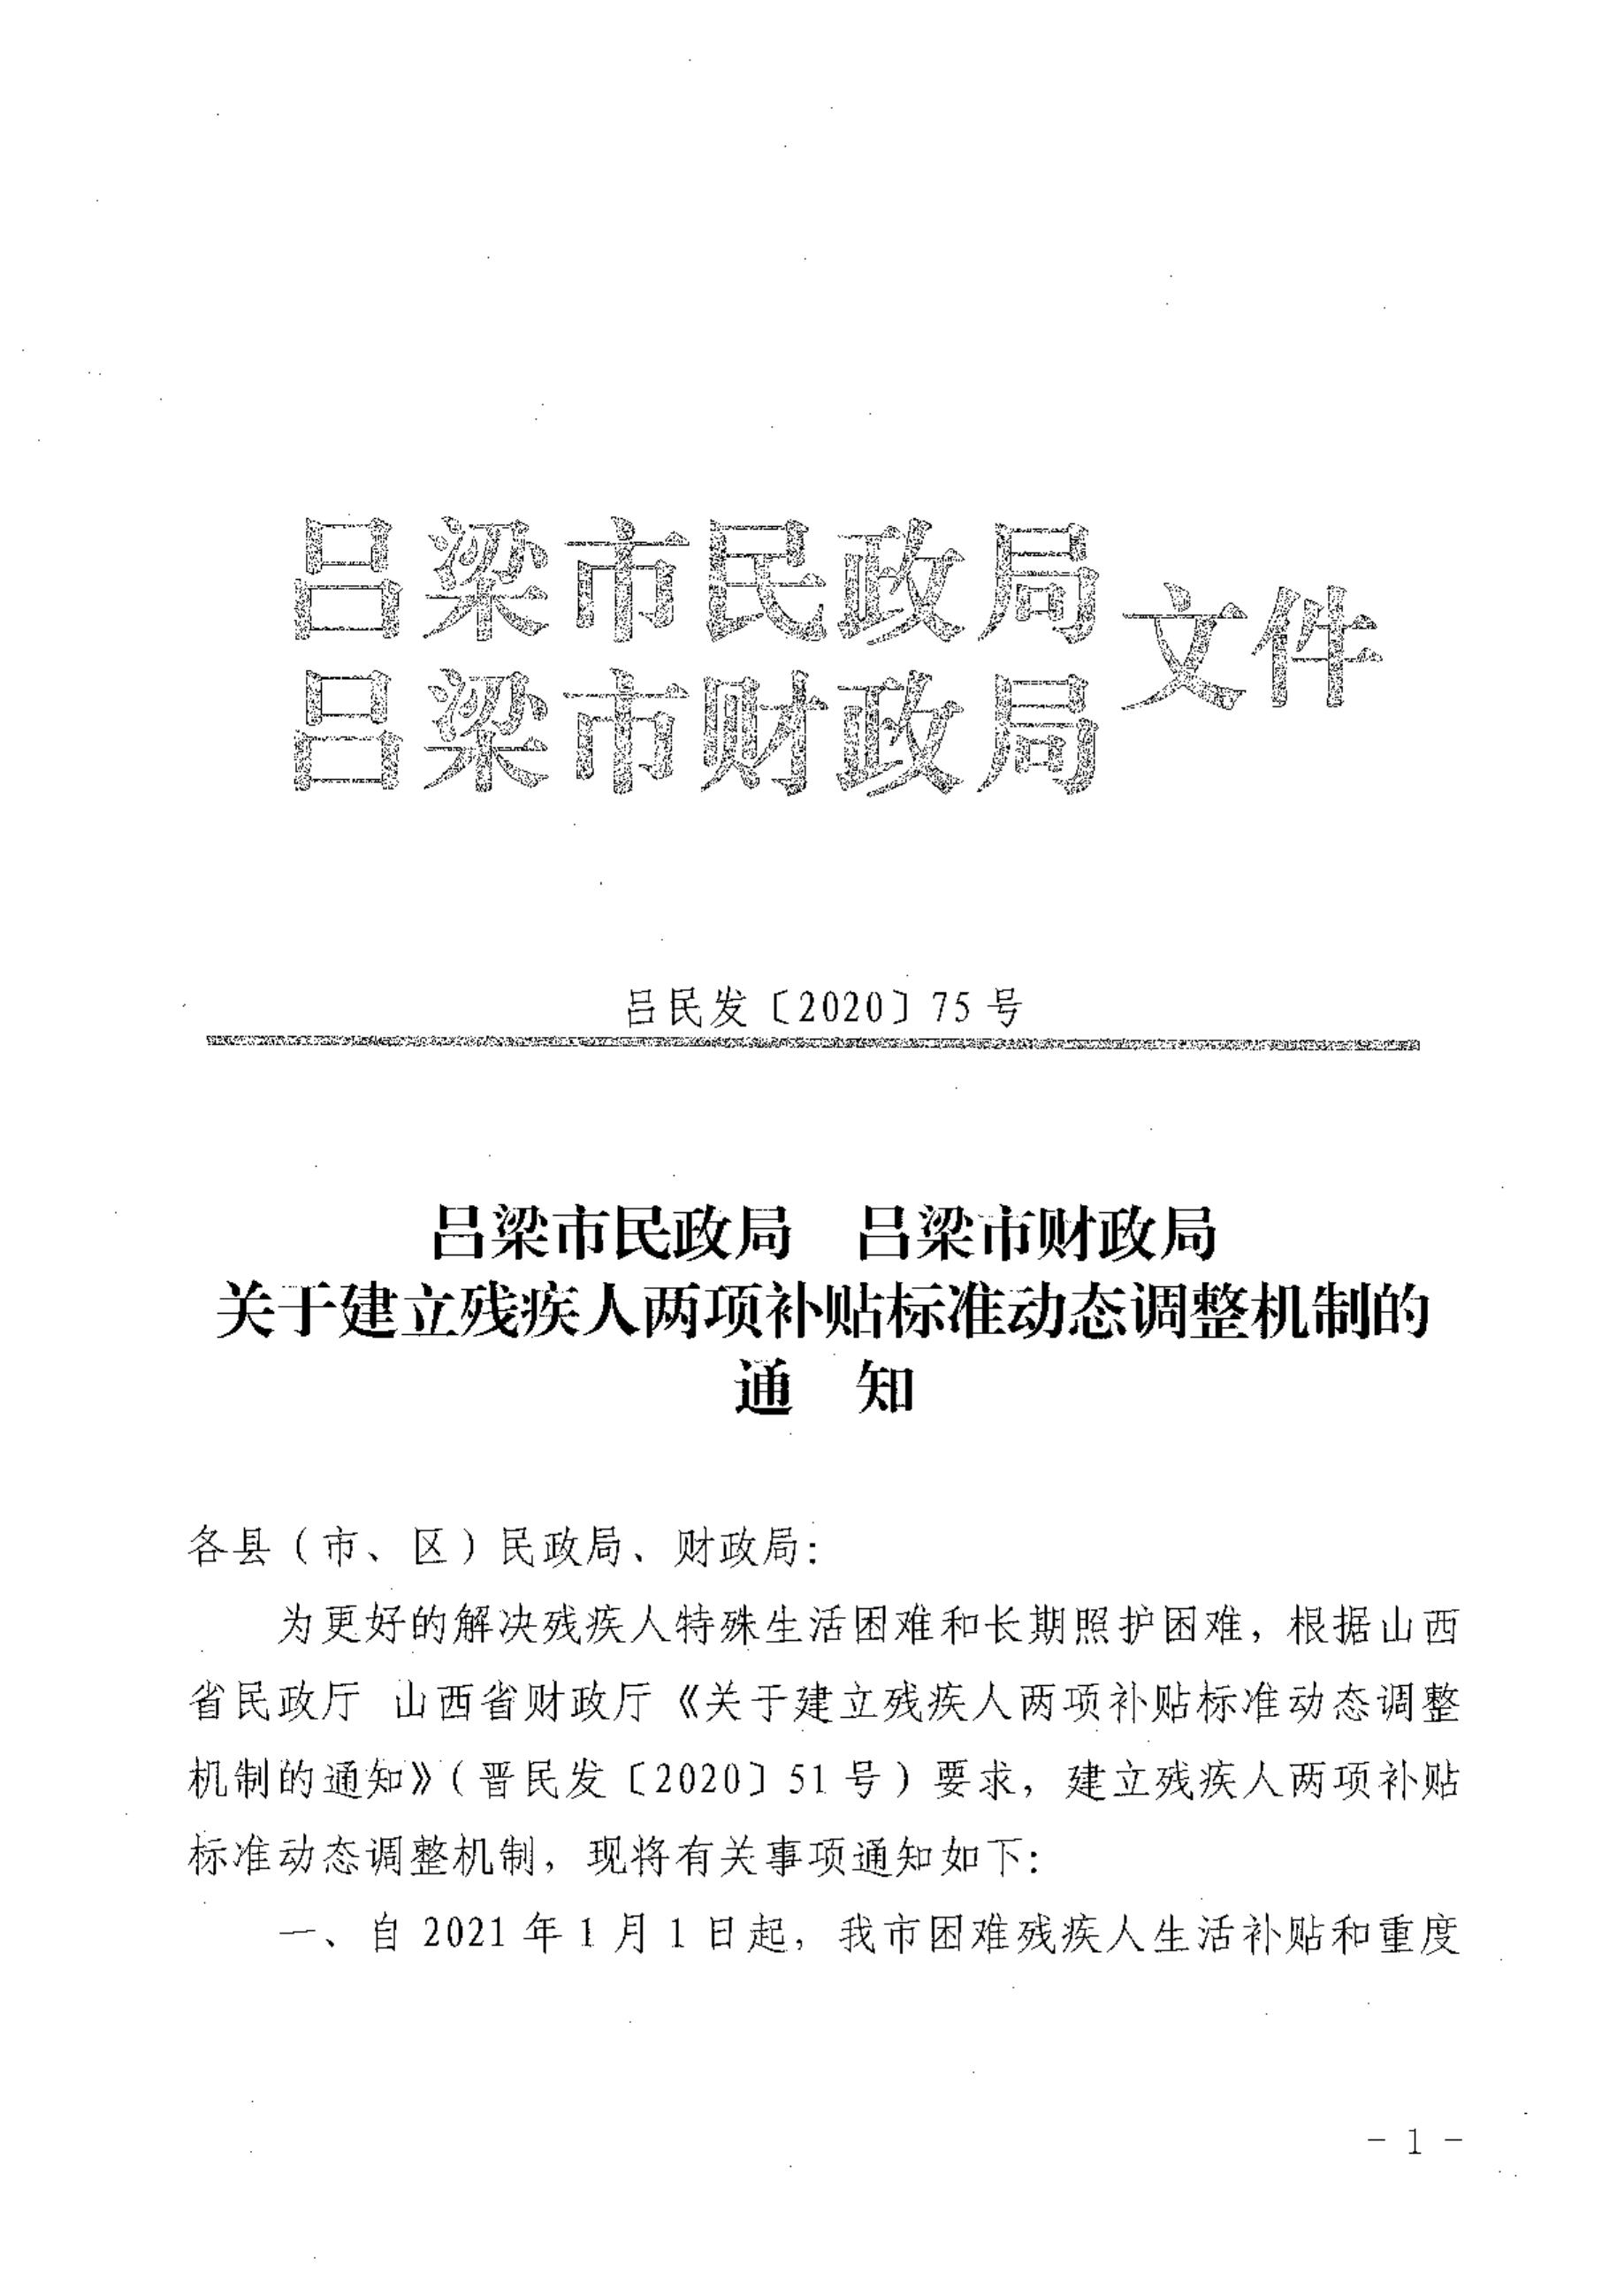 吕梁市民政局
文件
吕梁市财政局
吕民发〔2020〕75号
吕梁市民政局 吕梁市财政局
关于建立残疾人两项补贴标准动态调整机制的
通 知
各县（市、区）民政局、财政局：
为更好的解决残疾人特殊生活困难和长期照护困难，根据山西
省民政厅 山西省财政厅《关于建立残疾人两项补贴标准动态调整
机制的通知》（晋民发〔2020〕51号）要求，建立残疾人两项补贴
标准动态调整机制，现将有关事项通知如下：
一、自2021年1月1日起，我市困难残疾人生活补贴和重度
- 1 -